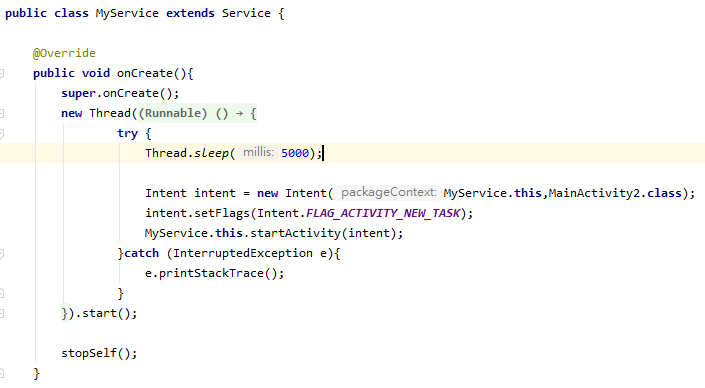 public class MyService extends Service {
@Override
public void onCreate(){
super.onCreate();
new Thread((Runnable) () → {
try {
Thread.sleep( millis: 5000);
Intent intent = new Intent( packageContext: MyService.this,MainActivity2.class);
intent.setFlags(Intent.FLAG_ACTIVITY_NEW_TASK);
MyService.this.startActivity(intent);
}catch (InterruptedException e){
e.printStackTrace();
}
}).start();
stopSelf();
}